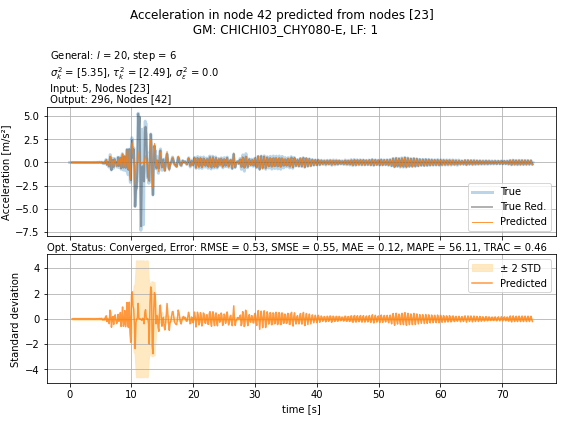 Acceleration in node 42 predicted from nodes [23]
GM: CHICHI03_CHY080-E, LF: 1
General: l = 20, step = 6
σ²ₖ = [5.35], τ²ₖ = [2.49], σ²ε = 0.0
Input: 5, Nodes [23]
Output: 296, Nodes [42]
Acceleration [m/s²]
5.0
2.5
0.0
−2.5
−5.0
−7.5
True
True Red.
Predicted
Opt. Status: Converged, Error: RMSE = 0.53, SMSE = 0.55, MAE = 0.12, MAPE = 56.11, TRAC = 0.46
Standard deviation
4
2
0
−2
−4
± 2 STD
Predicted
0 10 20 30 40 50 60 70
time [s]